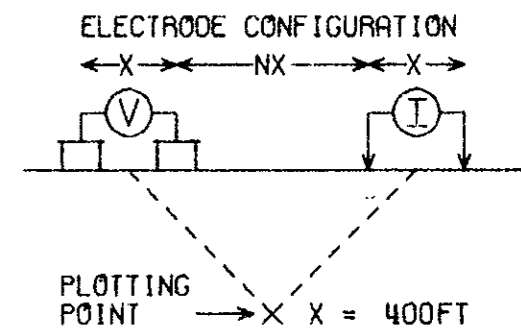 ELECTRODE CONFIGURATION
X NX X
V I
PLOTTING
POINT X X = 400FT